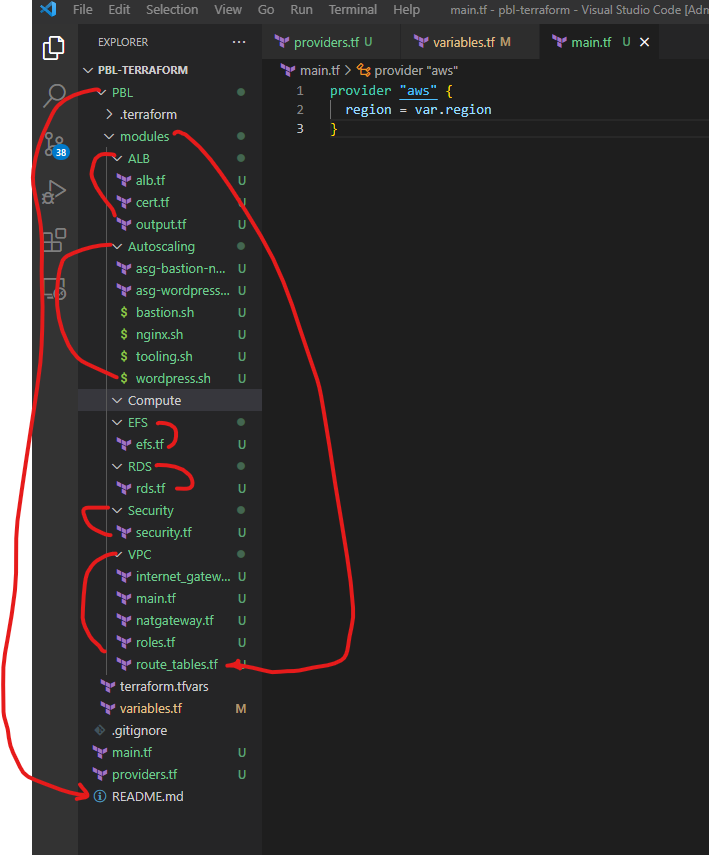 File Edit Selection View Go Run Terminal Help main.tf - pbl-terraform - Visual Studio Code [Adm
EXPLORER ···
providers.tf U variables.tf M main.tf U ×
PBL-TERRAFORM
main.tf > provider "aws"
PBL
1 provider "aws" {
.terraform
2 region = var.region
modules
3 }
ALB
38
alb.tf U
cert.tf U
output.tf U
Autoscaling
asg-bastion-n... U
asg-wordpress... U
$ bastion.sh U
$ nginx.sh U
$ tooling.sh U
$ wordpress.sh U
Compute
EFS
efs.tf U
RDS
rds.tf U
Security
security.tf U
VPC
internet_gatew... U
main.tf U
natgateway.tf U
roles.tf U
route_tables.tf U
terraform.tfvars
variables.tf M
.gitignore
main.tf U
providers.tf U
README.md